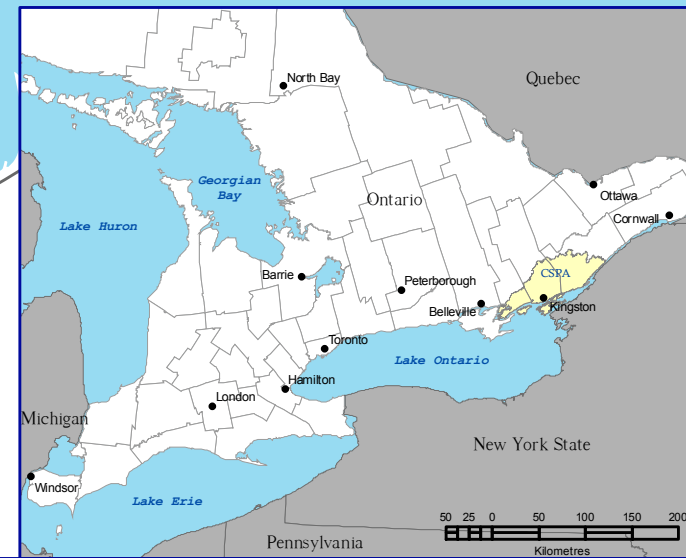 North Bay
Quebec
Georgian
Bay
Ottawa
Ontario
Cornwall
Lake Huron
Barrie
CSPA
Peterborough
Belleville
Kingston
Toronto
Lake Ontario
Hamilton
London
Michigan
New York State
Windsor
Lake Erie
50 25 0 50 100 150 200
Pennsylvania
Kilometres